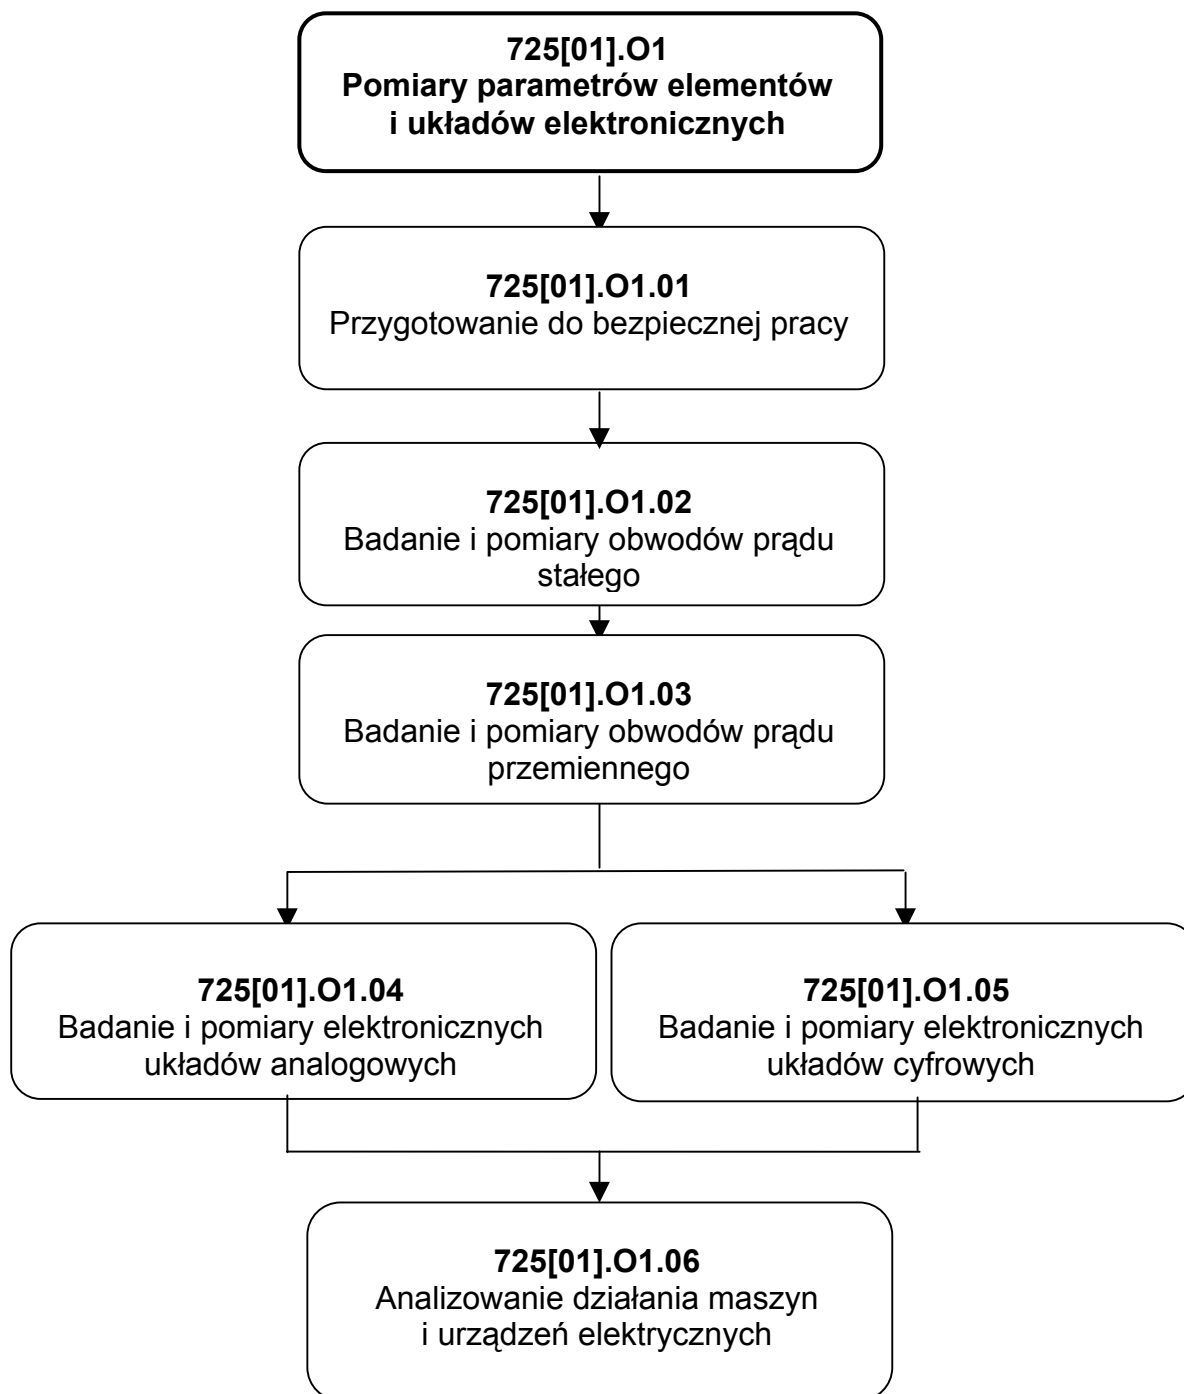 725[01].O1
Pomiary parametrów elementów
i układów elektronicznych
725[01].O1.01
Przygotowanie do bezpiecznej pracy
725[01].O1.02
Badanie i pomiary obwodów prądu
stałego
725[01].O1.03
Badanie i pomiary obwodów prądu
przemiennego
725[01].O1.04
Badanie i pomiary elektronicznych
układów analogowych
725[01].O1.05
Badanie i pomiary elektronicznych
układów cyfrowych
725[01].O1.06
Analizowanie działania maszyn
i urządzeń elektrycznych